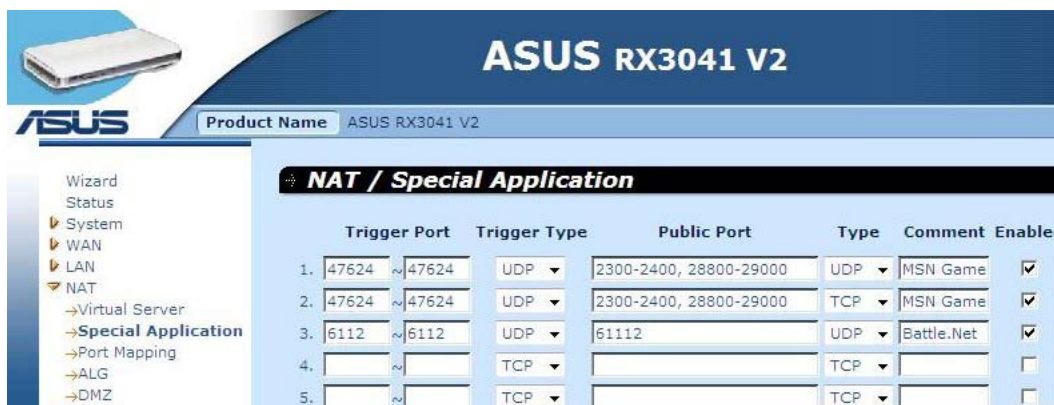 ASUS RX3041 V2
ASUS
Product Name ASUS RX3041 V2
Wizard
Status
System
WAN
LAN
NAT
→Virtual Server
→Special Application
→Port Mapping
→ALG
→DMZ
NAT / Special Application
Trigger Port Trigger Type Public Port Type Comment Enable
1. 47624 ~ 47624 UDP 2300-2400, 28800-29000 UDP MSN Game
2. 47624 ~ 47624 UDP 2300-2400, 28800-29000 TCP MSN Game
3. 6112 ~ 6112 UDP 61112 UDP Battle.Net
4. ~ TCP TCP
5. ~ TCP TCP